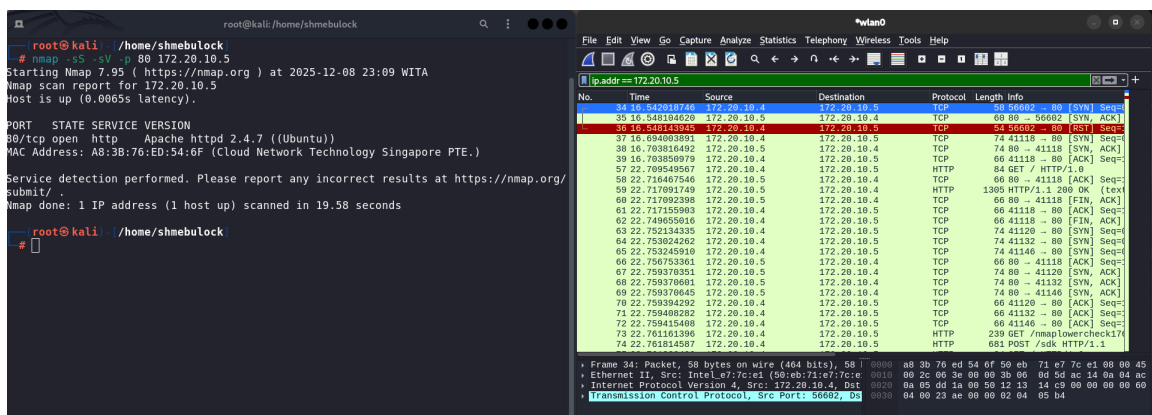 root@kali: /home/shmebulock
(root㉿kali)-[/home/shmebulock]
# nmap -sS -sV -p 80 172.20.10.5
Starting Nmap 7.95 ( https://nmap.org ) at 2025-12-08 23:09 WITA
Nmap scan report for 172.20.10.5
Host is up (0.0065s latency).
PORT STATE SERVICE VERSION
80/tcp open http Apache httpd 2.4.7 ((Ubuntu))
MAC Address: A8:3B:76:ED:54:6F (Cloud Network Technology Singapore PTE.)
Service detection performed. Please report any incorrect results at https://nmap.org/
submit/ .
Nmap done: 1 IP address (1 host up) scanned in 19.58 seconds
(root㉿kali)-[/home/shmebulock]
#
*wlan0
File Edit View Go Capture Analyze Statistics Telephony Wireless Tools Help
ip.addr == 172.20.10.5
No. Time Source Destination Protocol Length Info
34 16.542018746 172.20.10.4 172.20.10.5 TCP 58 56602 → 80 [SYN] Seq=0
35 16.548104620 172.20.10.5 172.20.10.4 TCP 60 80 → 56602 [SYN, ACK]
36 16.548143945 172.20.10.4 172.20.10.5 TCP 54 56602 → 80 [RST] Seq=1
37 16.694003891 172.20.10.4 172.20.10.5 TCP 74 41118 → 80 [SYN] Seq=0
38 16.703816492 172.20.10.5 172.20.10.4 TCP 74 80 → 41118 [SYN, ACK]
39 16.703850979 172.20.10.4 172.20.10.5 TCP 66 41118 → 80 [ACK] Seq=1
57 22.709549567 172.20.10.4 172.20.10.5 HTTP 84 GET / HTTP/1.0
58 22.716467546 172.20.10.5 172.20.10.4 TCP 66 80 → 41118 [ACK] Seq=1
59 22.717091749 172.20.10.5 172.20.10.4 HTTP 1305 HTTP/1.1 200 OK (text
60 22.717092398 172.20.10.5 172.20.10.4 TCP 66 80 → 41118 [FIN, ACK]
61 22.717155903 172.20.10.4 172.20.10.5 TCP 66 41118 → 80 [ACK] Seq=1
62 22.749655016 172.20.10.4 172.20.10.5 TCP 66 41118 → 80 [FIN, ACK]
63 22.752134335 172.20.10.4 172.20.10.5 TCP 74 41120 → 80 [SYN] Seq=0
64 22.753024262 172.20.10.4 172.20.10.5 TCP 74 41132 → 80 [SYN] Seq=0
65 22.753245910 172.20.10.4 172.20.10.5 TCP 74 41146 → 80 [SYN] Seq=0
66 22.756753361 172.20.10.5 172.20.10.4 TCP 66 80 → 41118 [ACK] Seq=1
67 22.759370351 172.20.10.5 172.20.10.4 TCP 74 80 → 41120 [SYN, ACK]
68 22.759370601 172.20.10.5 172.20.10.4 TCP 74 80 → 41132 [SYN, ACK]
69 22.759370645 172.20.10.5 172.20.10.4 TCP 74 80 → 41146 [SYN, ACK]
70 22.759394292 172.20.10.4 172.20.10.5 TCP 66 41120 → 80 [ACK] Seq=1
71 22.759408282 172.20.10.4 172.20.10.5 TCP 66 41132 → 80 [ACK] Seq=1
72 22.759415408 172.20.10.4 172.20.10.5 TCP 66 41146 → 80 [ACK] Seq=1
73 22.761161396 172.20.10.4 172.20.10.5 HTTP 239 GET /nmaplowercheck176
74 22.761814587 172.20.10.4 172.20.10.5 HTTP 681 POST /sdk HTTP/1.1
Frame 34: Packet, 58 bytes on wire (464 bits), 58
Ethernet II, Src: Intel_e7:7c:e1 (50:eb:71:e7:7c:e
Internet Protocol Version 4, Src: 172.20.10.4, Dst
Transmission Control Protocol, Src Port: 56602, Ds
0000 a8 3b 76 ed 54 6f 50 eb 71 e7 7c e1 08 00 45
0010 00 2c 06 3e 00 00 3b 06 0d 5d ac 14 0a 04 ac
0020 0a 05 dd 1a 00 50 12 13 14 c9 00 00 00 00 60
0030 04 00 23 ae 00 00 02 04 05 b4